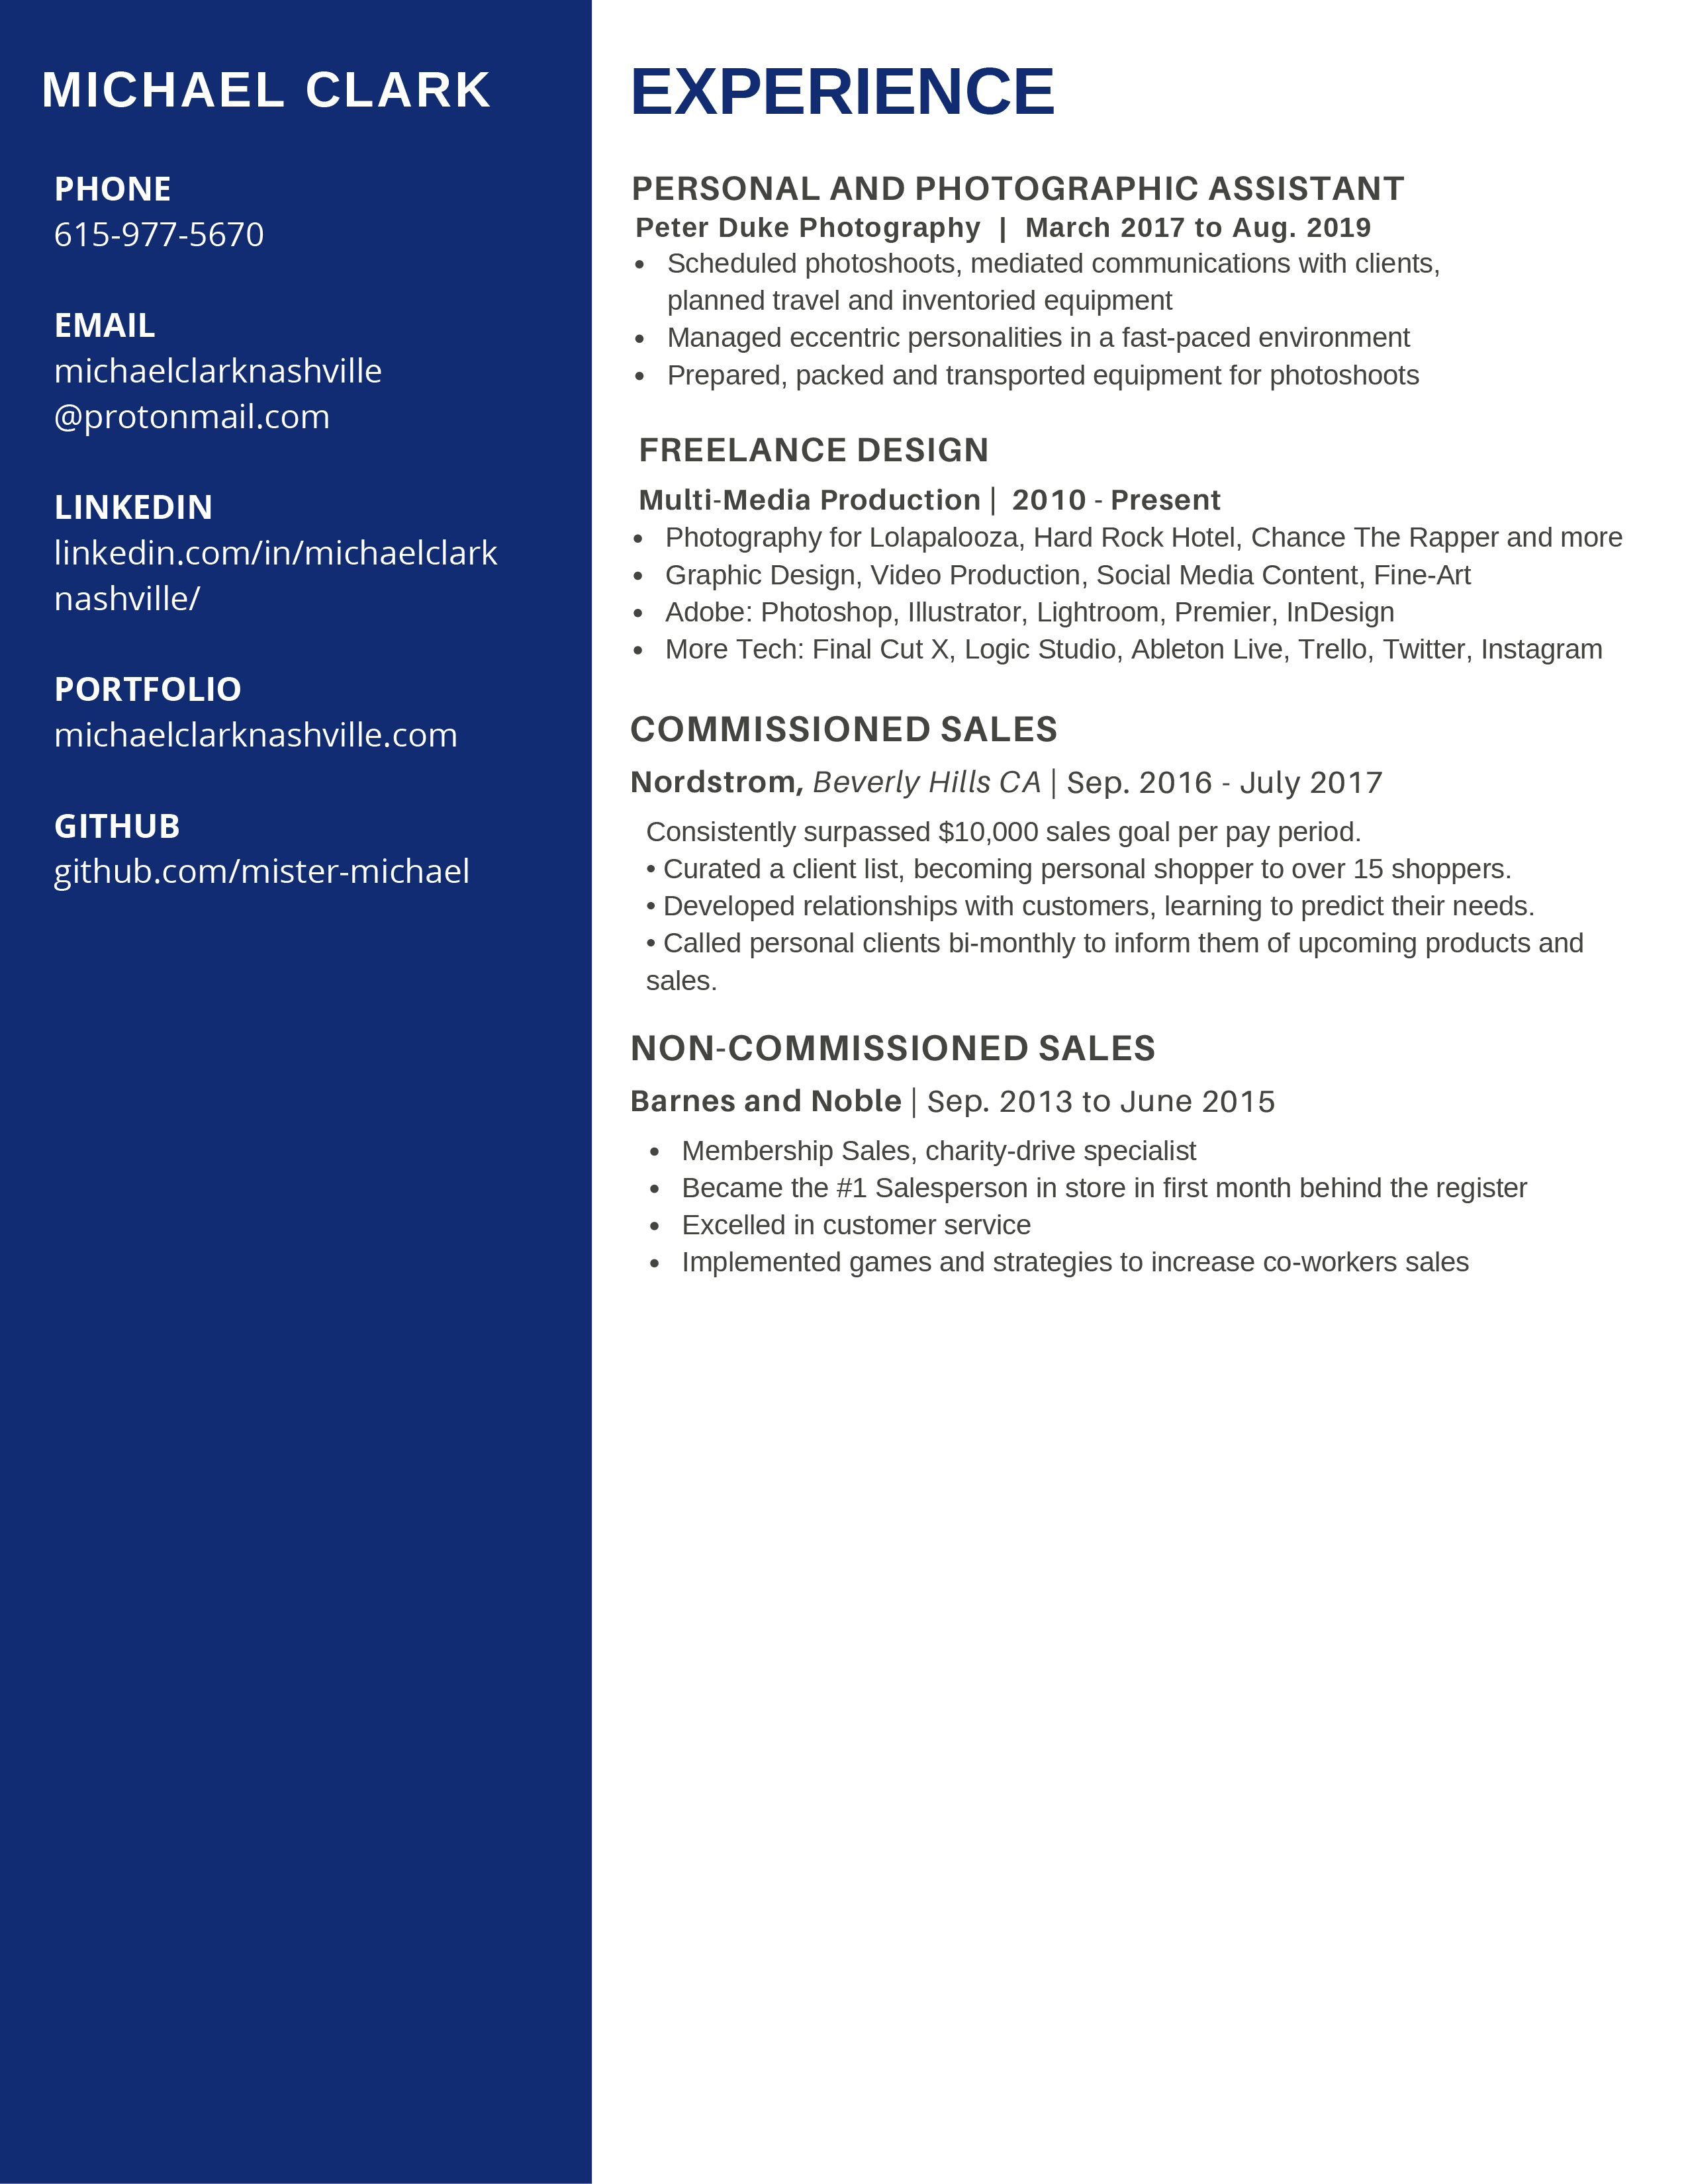 MICHAEL CLARK
PHONE
615-977-5670
EMAIL
michaelclarknashville
@protonmail.com
LINKEDIN
linkedin.com/in/michaelclark
nashville/
PORTFOLIO
michaelclarknashville.com
GITHUB
github.com/mister-michael
EXPERIENCE
PERSONAL AND PHOTOGRAPHIC ASSISTANT
Peter Duke Photography | March 2017 to Aug. 2019
• Scheduled photoshoots, mediated communications with clients,
planned travel and inventoried equipment
• Managed eccentric personalities in a fast-paced environment
• Prepared, packed and transported equipment for photoshoots
FREELANCE DESIGN
Multi-Media Production | 2010 - Present
• Photography for Lolapalooza, Hard Rock Hotel, Chance The Rapper and more
• Graphic Design, Video Production, Social Media Content, Fine-Art
• Adobe: Photoshop, Illustrator, Lightroom, Premier, InDesign
• More Tech: Final Cut X, Logic Studio, Ableton Live, Trello, Twitter, Instagram
COMMISSIONED SALES
Nordstrom, Beverly Hills CA | Sep. 2016 - July 2017
Consistently surpassed $10,000 sales goal per pay period.
• Curated a client list, becoming personal shopper to over 15 shoppers.
• Developed relationships with customers, learning to predict their needs.
• Called personal clients bi-monthly to inform them of upcoming products and
sales.
NON-COMMISSIONED SALES
Barnes and Noble | Sep. 2013 to June 2015
• Membership Sales, charity-drive specialist
• Became the #1 Salesperson in store in first month behind the register
• Excelled in customer service
• Implemented games and strategies to increase co-workers sales